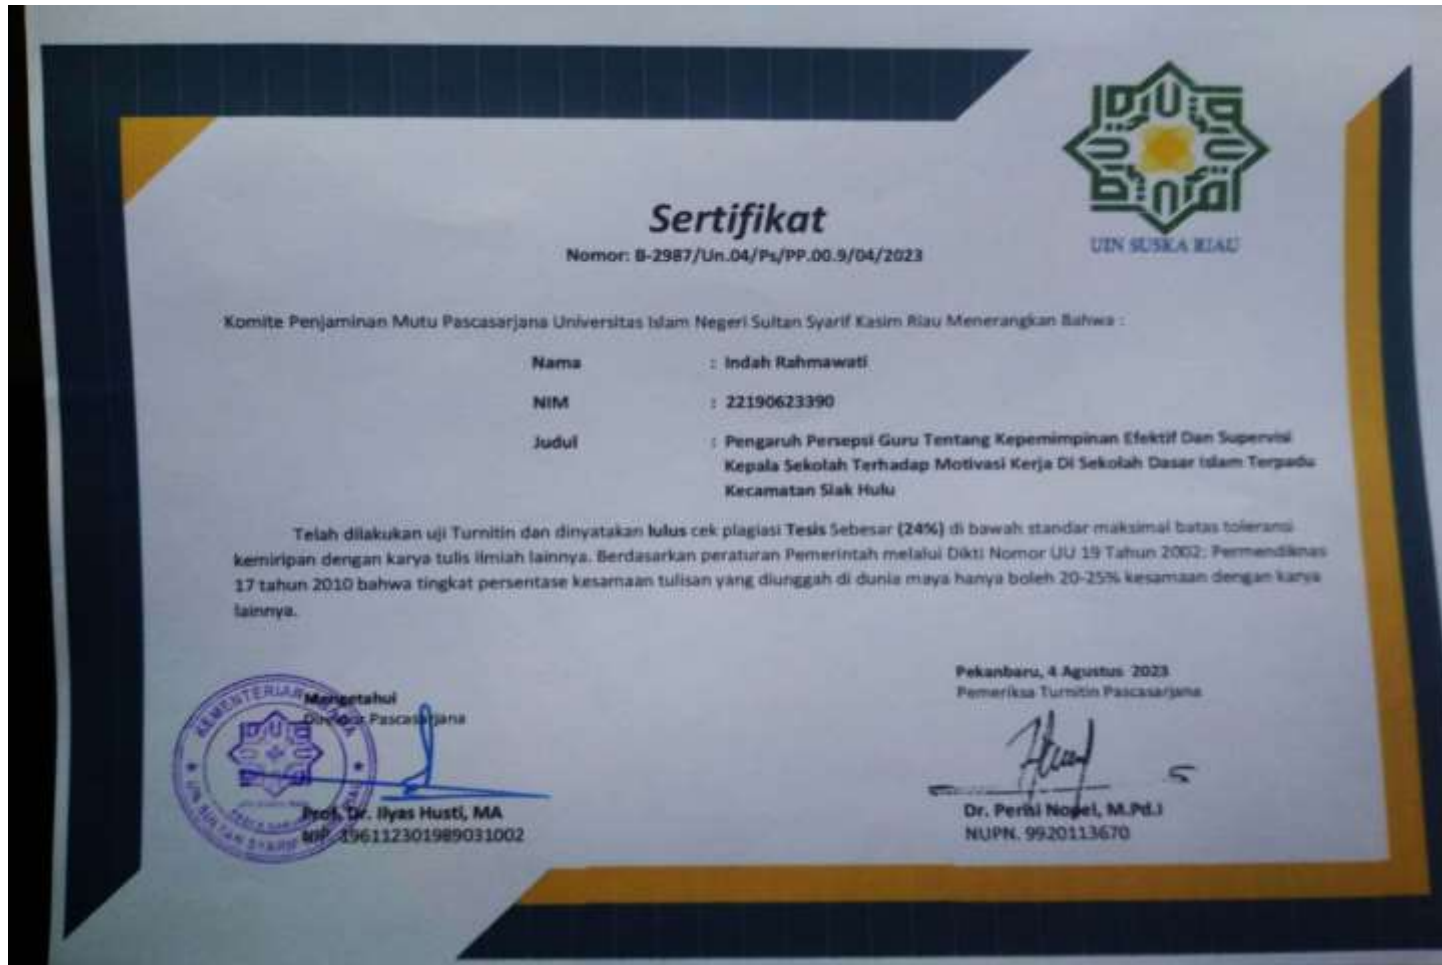 UIN SUSKA RIAU
Sertifikat
Nomor: B-2987/Un.04/Ps/PP.00.9/04/2023
Komite Penjaminan Mutu Pascasarjana Universitas Islam Negeri Sultan Syarif Kasim Riau Menerangkan Bahwa :
Nama : Indah Rahmawati
NIM : 22190623390
Judul : Pengaruh Persepsi Guru Tentang Kepemimpinan Efektif Dan Supervisi
Kepala Sekolah Terhadap Motivasi Kerja Di Sekolah Dasar Islam Terpadu
Kecamatan Siak Hulu
Telah dilakukan uji Turnitin dan dinyatakan lulus cek plagiasi Tesis Sebesar (24%) di bawah standar maksimal batas toleransi
kemiripan dengan karya tulis ilmiah lainnya. Berdasarkan peraturan Pemerintah melalui Dikti Nomor UU 19 Tahun 2002; Permendiknas
17 tahun 2010 bahwa tingkat persentase kesamaan tulisan yang diunggah di dunia maya hanya boleh 20-25% kesamaan dengan karya
lainnya.
Mengetahui
Direktur Pascasarjana
Prof. Dr. Ilyas Husti, MA
NIP. 196112301989031002
Pekanbaru, 4 Agustus 2023
Pemeriksa Turnitin Pascasarjana
Dr. Perisi Nopel, M.Pd.I
NUPN. 9920113670
KEMENTERIAN AGAMA
UIN SULTAN SYARIF